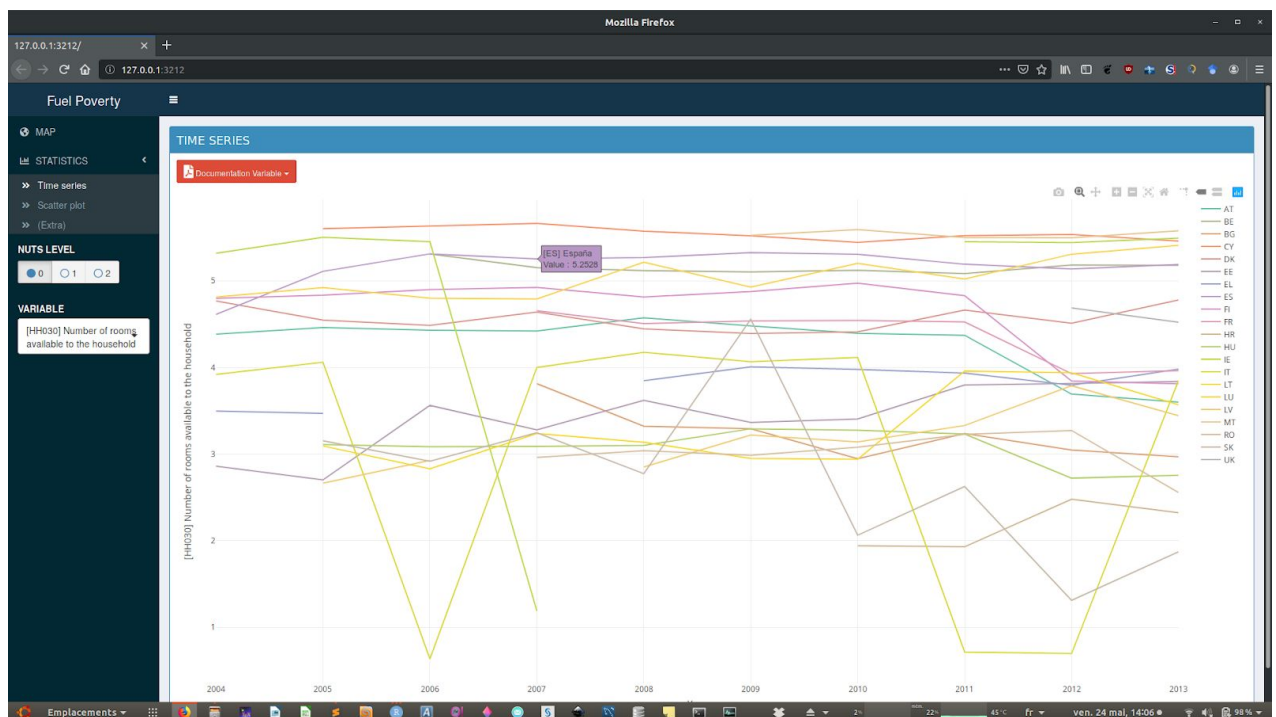 Mozilla Firefox
127.0.0.1:3212/
127.0.0.1:3212
Fuel Poverty
MAP
STATISTICS
Time series
Scatter plot
(Extra)
NUTS LEVEL
0 1 2
VARIABLE
[HH030] Number of rooms
available to the household
TIME SERIES
Documentation Variable
[HH030] Number of rooms available to the household
5
4
3
2
1
[ES] España
Value : 5.2528
2004 2005 2006 2007 2008 2009 2010 2011 2012 2013
AT
BE
BG
CY
DK
EE
EL
ES
FI
FR
HR
HU
IE
IT
LT
LU
LV
MT
RO
SK
UK
Emplacements
2%
22%
45°C
fr
ven. 24 mai, 14:06
98 %